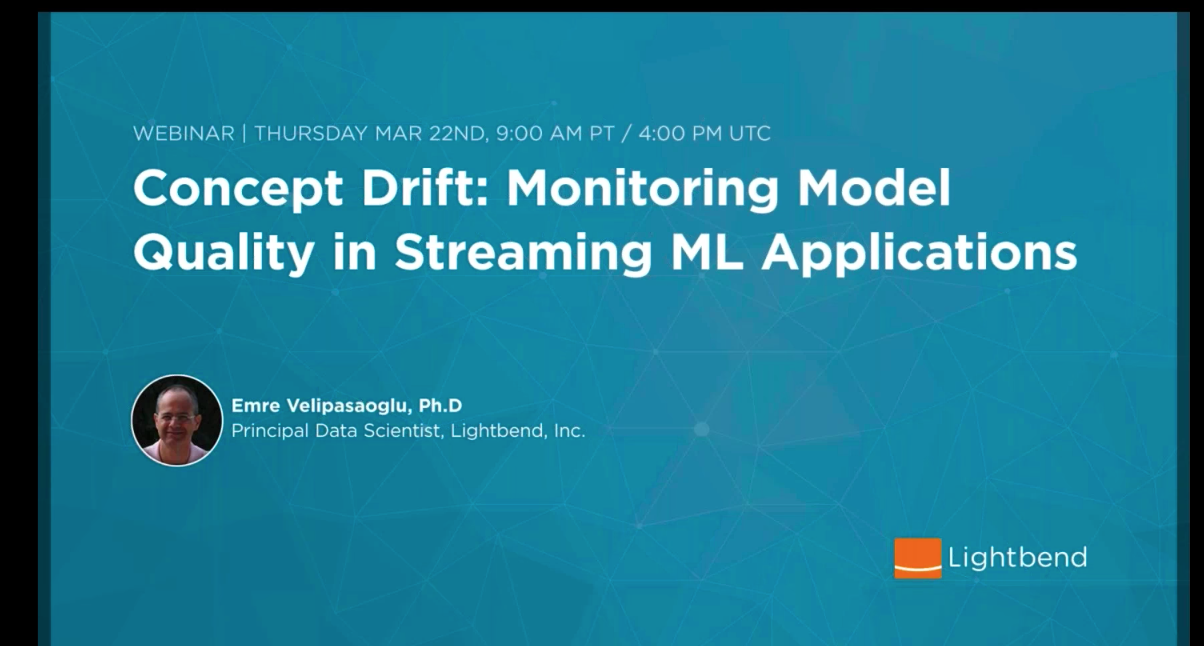 WEBINAR | THURSDAY MAR 22ND, 9:00 AM PT / 4:00 PM UTC
Concept Drift: Monitoring Model
Quality in Streaming ML Applications
Emre Velipasaoglu, Ph.D
Principal Data Scientist, Lightbend, Inc.
Lightbend